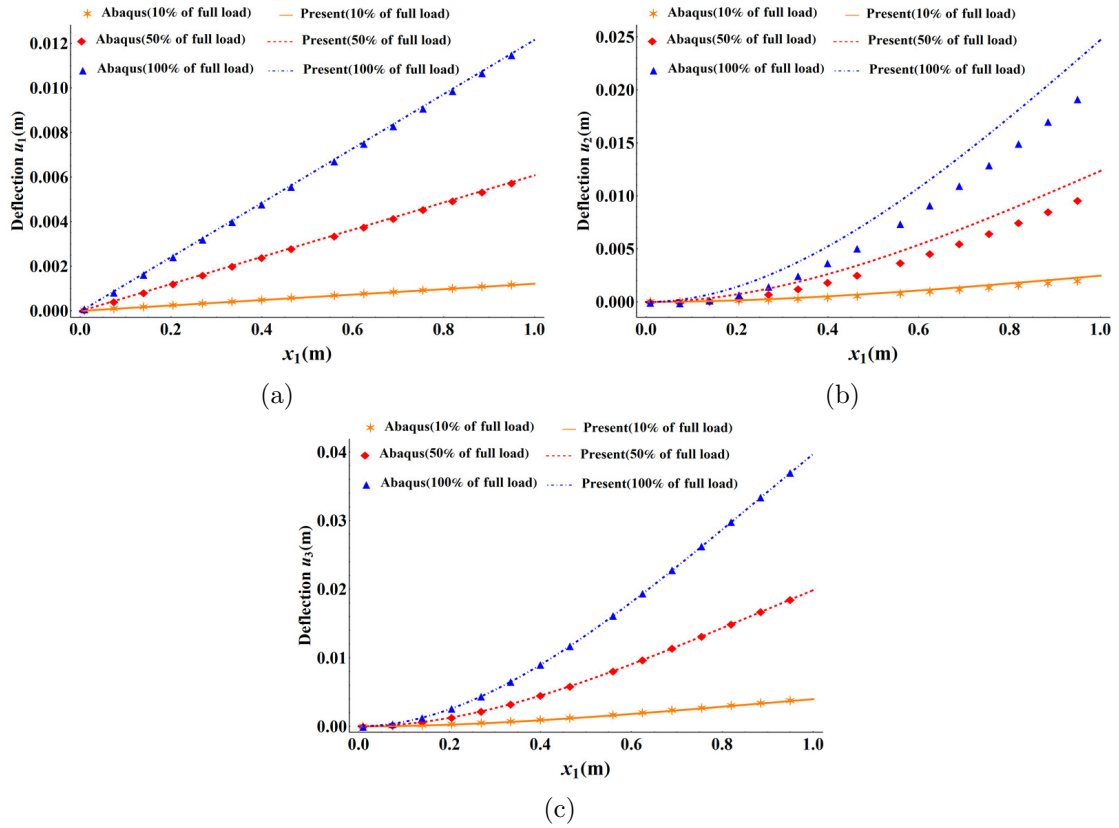 Abaqus(10% of full load) Present(10% of full load)
Abaqus(50% of full load) Present(50% of full load)
Abaqus(100% of full load) Present(100% of full load)
Deflection u1(m)
0.012
0.010
0.008
0.006
0.004
0.002
0.000
0.0 0.2 0.4 0.6 0.8 1.0
x1(m)
(a)
Abaqus(10% of full load) Present(10% of full load)
Abaqus(50% of full load) Present(50% of full load)
Abaqus(100% of full load) Present(100% of full load)
Deflection u2(m)
0.025
0.020
0.015
0.010
0.005
0.000
0.0 0.2 0.4 0.6 0.8 1.0
x1(m)
(b)
Abaqus(10% of full load) Present(10% of full load)
Abaqus(50% of full load) Present(50% of full load)
Abaqus(100% of full load) Present(100% of full load)
Deflection u3(m)
0.04
0.03
0.02
0.01
0.00
0.0 0.2 0.4 0.6 0.8 1.0
x1(m)
(c)